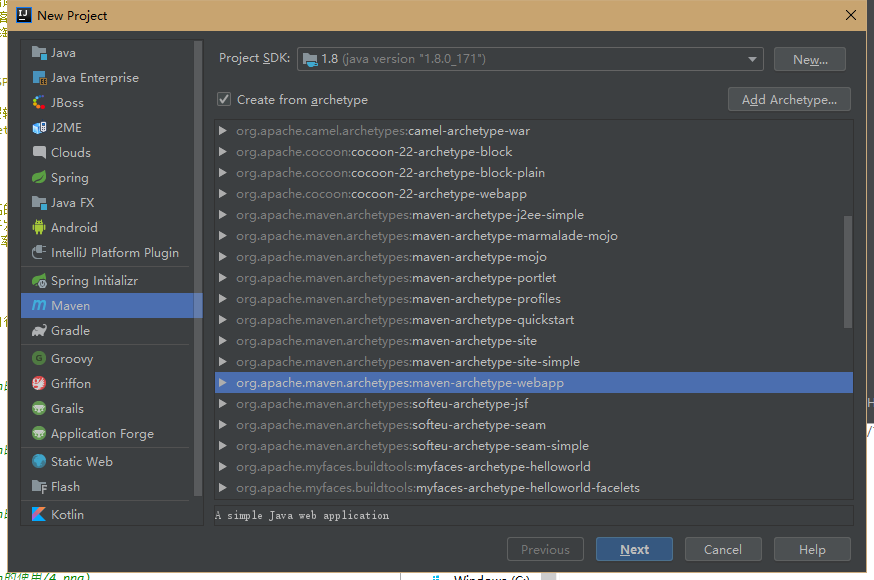 New Project
Java
Java Enterprise
JBoss
J2ME
Clouds
Spring
Java FX
Android
IntelliJ Platform Plugin
Spring Initializr
Maven
Gradle
Groovy
Griffon
Grails
Application Forge
Static Web
Flash
Kotlin
Project SDK: 1.8 (java version "1.8.0_171") New...
Create from archetype Add Archetype...
org.apache.camel.archetypes:camel-archetype-war
org.apache.cocoon:cocoon-22-archetype-block
org.apache.cocoon:cocoon-22-archetype-block-plain
org.apache.cocoon:cocoon-22-archetype-webapp
org.apache.maven.archetypes:maven-archetype-j2ee-simple
org.apache.maven.archetypes:maven-archetype-marmalade-mojo
org.apache.maven.archetypes:maven-archetype-mojo
org.apache.maven.archetypes:maven-archetype-portlet
org.apache.maven.archetypes:maven-archetype-profiles
org.apache.maven.archetypes:maven-archetype-quickstart
org.apache.maven.archetypes:maven-archetype-site
org.apache.maven.archetypes:maven-archetype-site-simple
org.apache.maven.archetypes:maven-archetype-webapp
org.apache.maven.archetypes:softeu-archetype-jsf
org.apache.maven.archetypes:softeu-archetype-seam
org.apache.maven.archetypes:softeu-archetype-seam-simple
org.apache.myfaces.buildtools:myfaces-archetype-helloworld
org.apache.myfaces.buildtools:myfaces-archetype-helloworld-facelets
A simple Java web application
Previous Next Cancel Help
的使用/4.png)
Windows (C:)